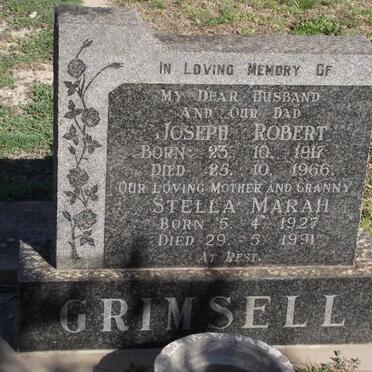 IN LOVING MEMORY OF
MY DEAR HUSBAND
AND OUR DAD
JOSEPH ROBERT
BORN 23. 10. 1917
DIED 25. 10. 1966.
OUR LOVING MOTHER AND GRANNY
STELLA MARAH
BORN 5. 4. 1927
DIED 29. 5. 1991
AT REST.
GRIMSELL